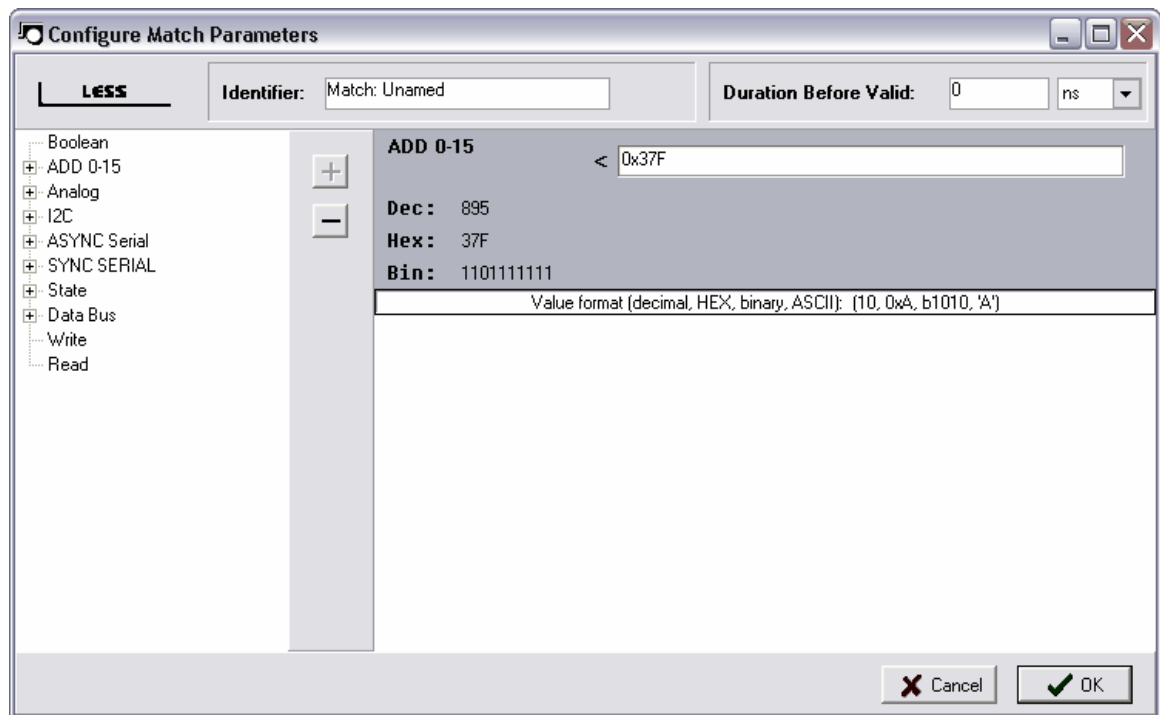 Configure Match Parameters
LESS
Identifier: Match: Unamed
Duration Before Valid: 0 ns
Boolean
ADD 0-15
Analog
I2C
ASYNC Serial
SYNC SERIAL
State
Data Bus
Write
Read
+
−
ADD 0-15 < 0x37F
Dec: 895
Hex: 37F
Bin: 1101111111
Value format (decimal, HEX, binary, ASCII): (10, 0xA, b1010, 'A')
Cancel
OK